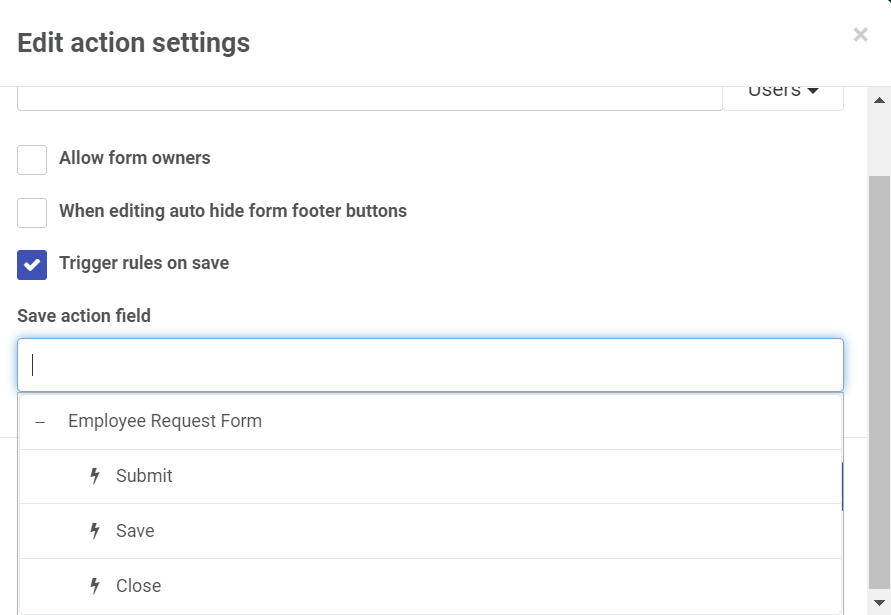 Edit action settings
×
Users
Allow form owners
When editing auto hide form footer buttons
Trigger rules on save
Save action field
– Employee Request Form
Submit
Save
Close